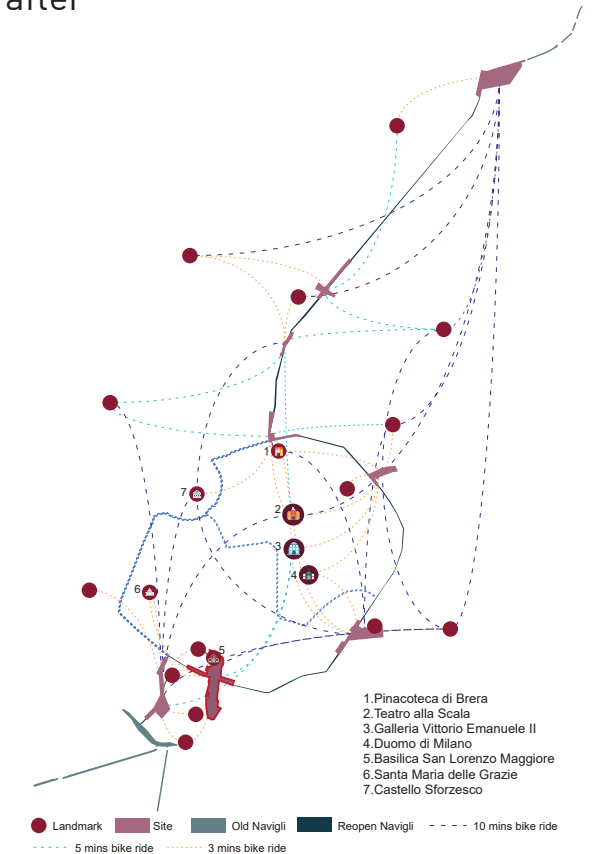 after
1
7
2
3
4
6
5
1.Pinacoteca di Brera
2.Teatro alla Scala
3.Galleria Vittorio Emanuele II
4.Duomo di Milano
5.Basilica San Lorenzo Maggiore
6.Santa Maria delle Grazie
7.Castello Sforzesco
Landmark Site Old Navigli Reopen Navigli 10 mins bike ride
5 mins bike ride 3 mins bike ride